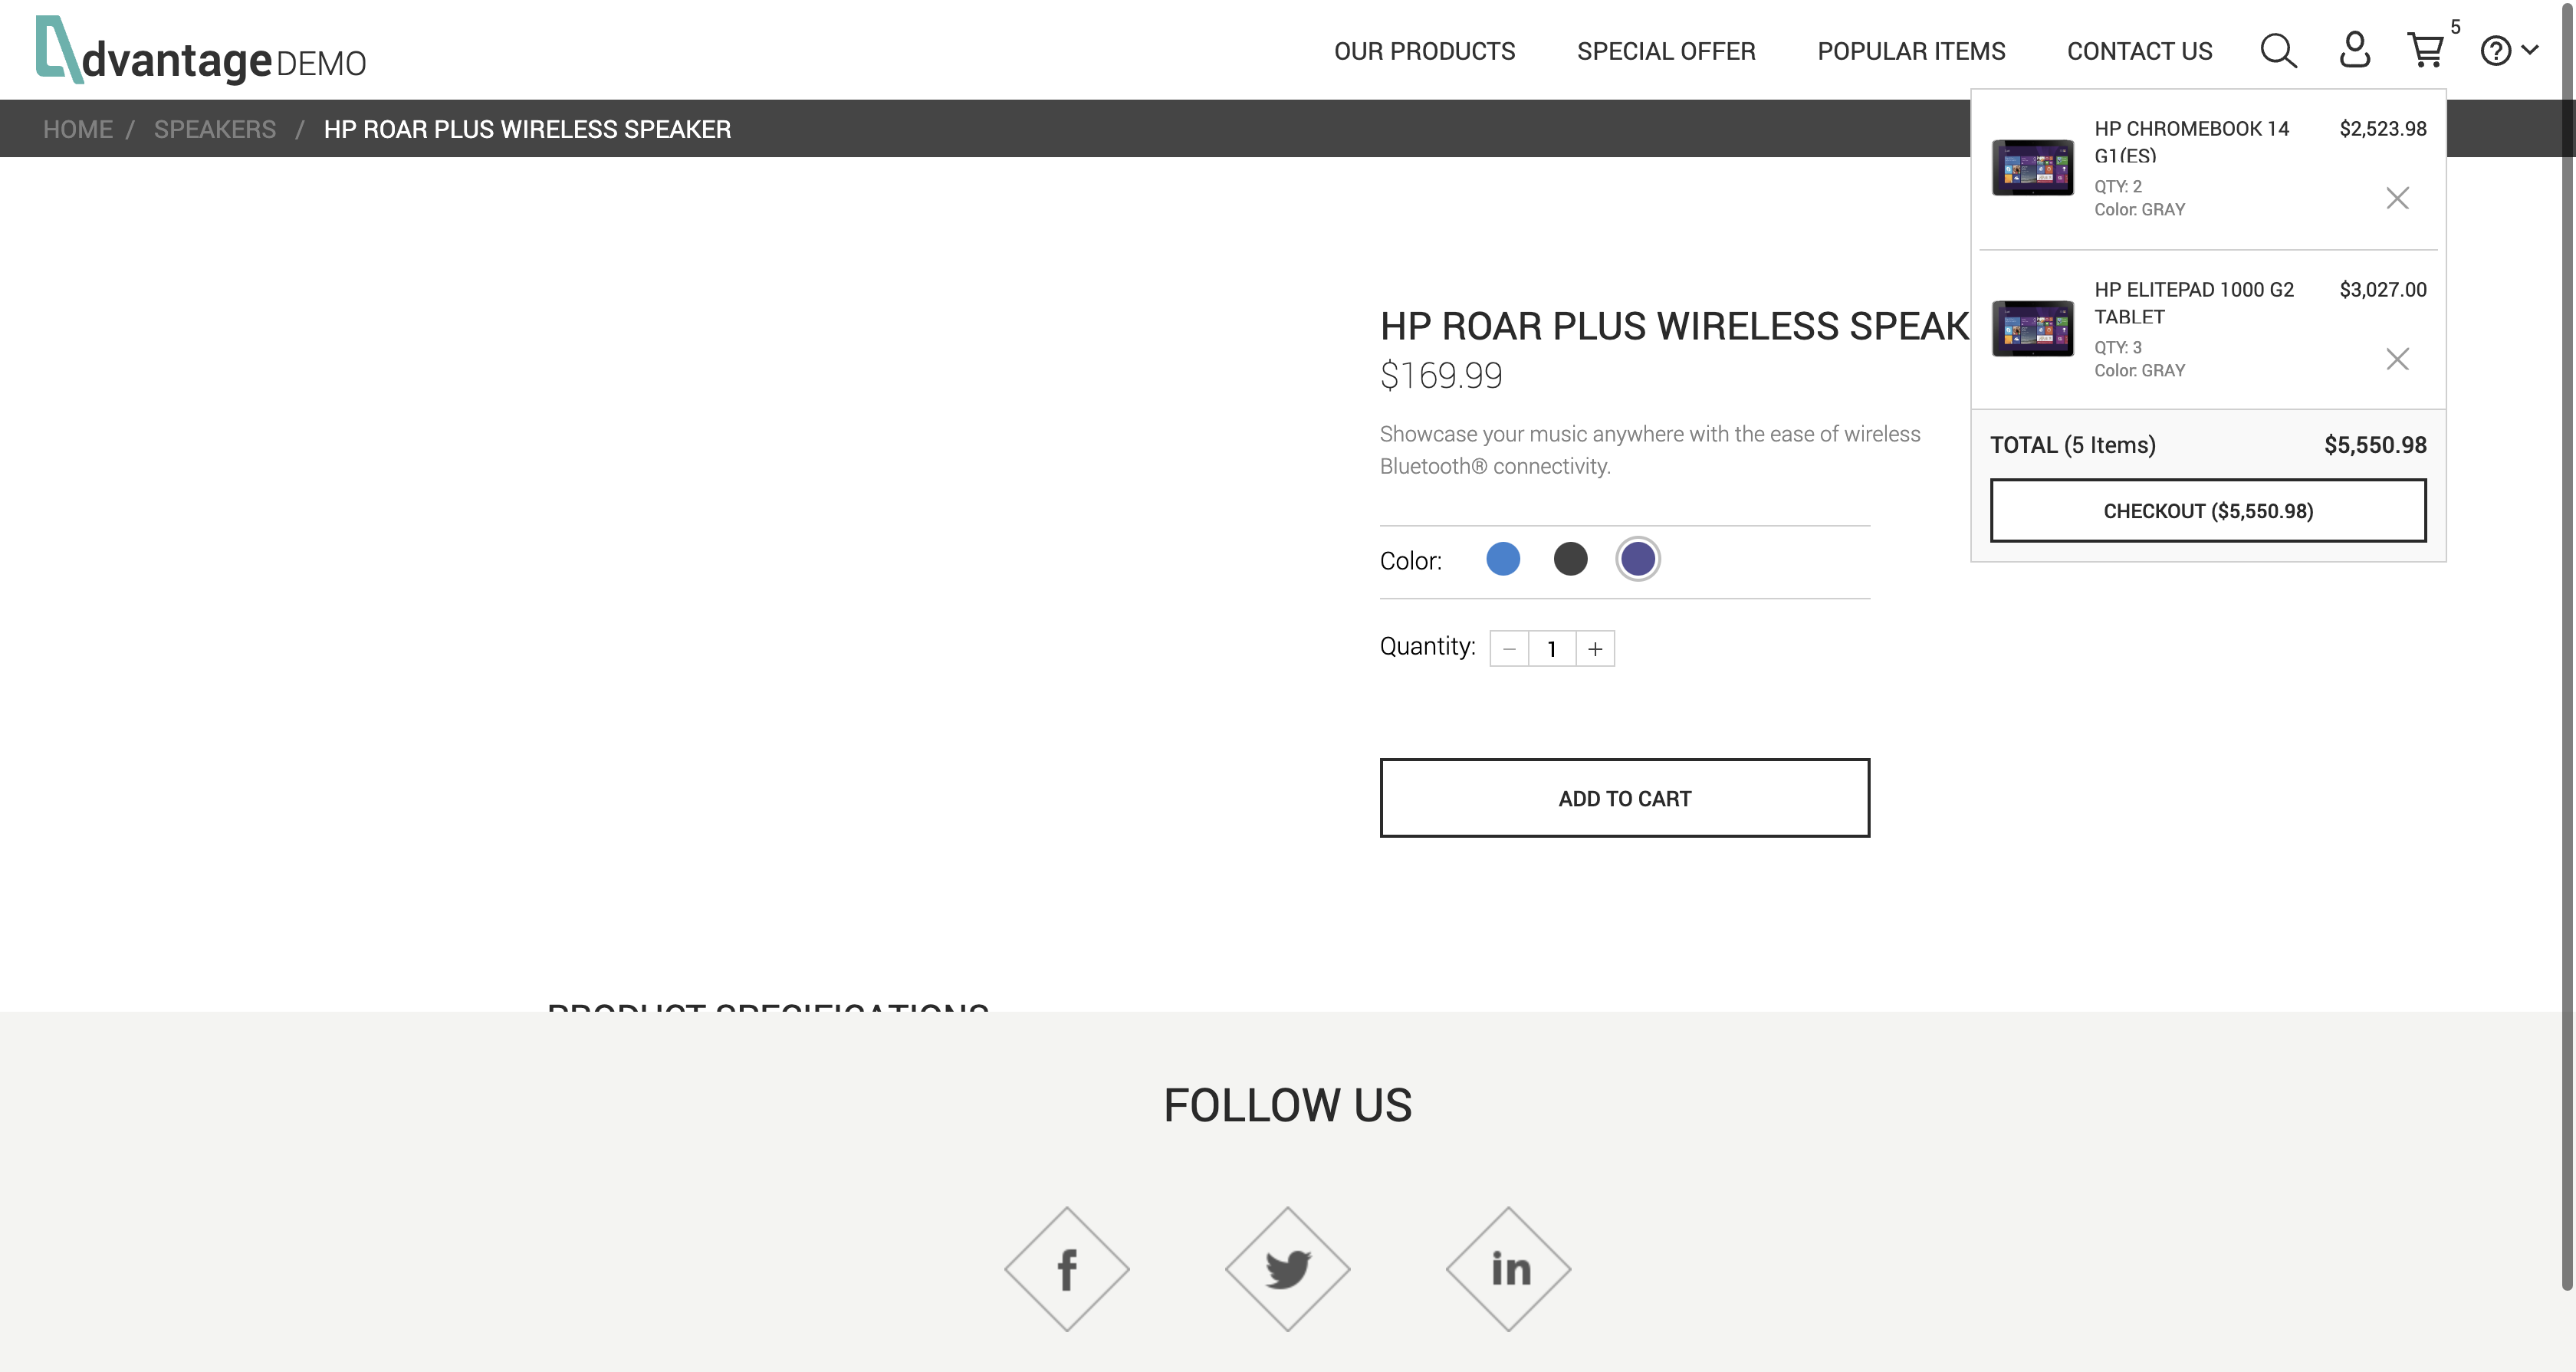 dvantage DEMO
OUR PRODUCTS SPECIAL OFFER POPULAR ITEMS CONTACT US 5
HOME / SPEAKERS / HP ROAR PLUS WIRELESS SPEAKER
HP CHROMEBOOK 14 $2,523.98
G1(ES)
QTY: 2
Color: GRAY
HP ELITEPAD 1000 G2 $3,027.00
TABLET
QTY: 3
Color: GRAY
TOTAL (5 Items) $5,550.98
CHECKOUT ($5,550.98)
HP ROAR PLUS WIRELESS SPEAK
$169.99
Showcase your music anywhere with the ease of wireless
Bluetooth® connectivity.
Color:
Quantity: − 1 +
ADD TO CART
PRODUCT SPECIFICATIONS
FOLLOW US
f
in